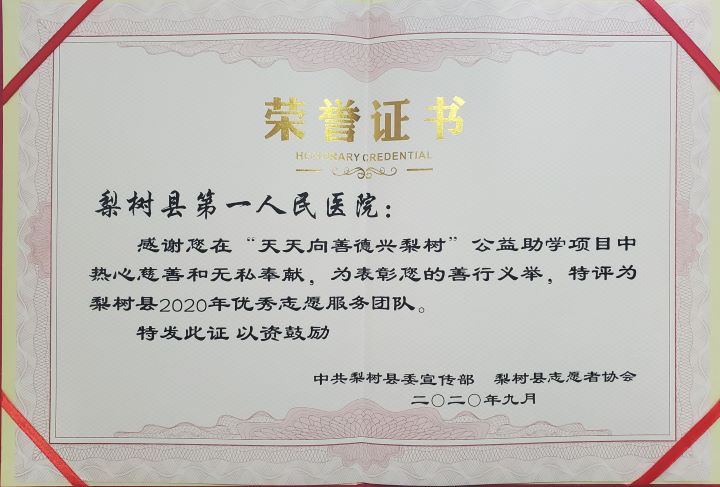 荣誉证书
HONORARY CREDENTIAL
梨树县第一人民医院：
感谢您在“天天向善德兴梨树”公益助学项目中
热心慈善和无私奉献，为表彰您的善行义举，特评为
梨树县2020年优秀志愿服务团队。
特发此证 以资鼓励
中共梨树县委宣传部 梨树县志愿者协会
二〇二〇年九月